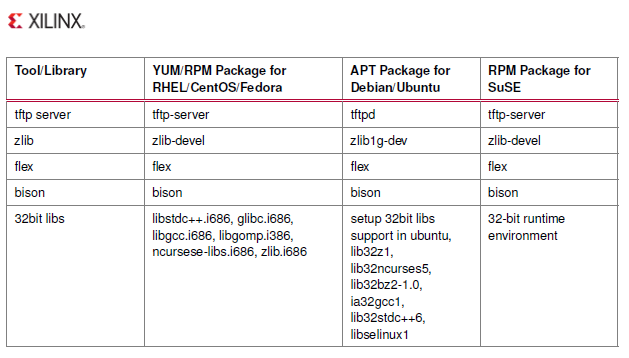 XILINX.
Tool/Library
YUM/RPM Package for
RHEL/CentOS/Fedora
APT Package for
Debian/Ubuntu
RPM Package for
SuSE
tftp server
tftp-server
tftpd
tftp-server
zlib
zlib-devel
zlib1g-dev
zlib-devel
flex
flex
flex
flex
bison
bison
bison
bison
32bit libs
libstdc++.i686, glibc.i686,
libgcc.i686, libgomp.i386,
ncursese-libs.i686, zlib.i686
setup 32bit libs
support in ubuntu,
lib32z1,
lib32ncurses5,
lib32bz2-1.0,
ia32gcc1,
lib32stdc++6,
libselinux1
32-bit runtime
environment